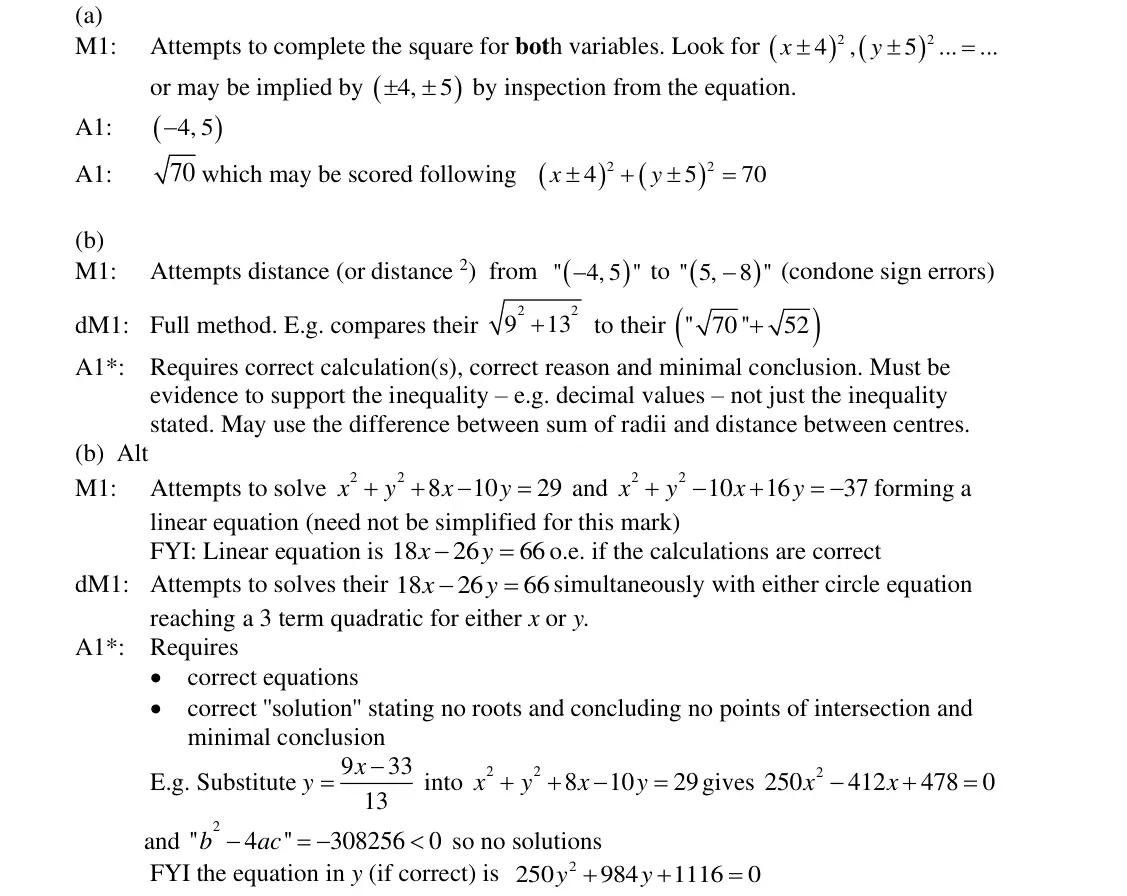 (a)
M1: Attempts to complete the square for both variables. Look for (x±4)²,(y±5)²...=...
or may be implied by (±4, ±5) by inspection from the equation.
A1: (−4, 5)
A1: √70 which may be scored following (x±4)²+(y±5)² = 70
(b)
M1: Attempts distance (or distance ²) from "(−4, 5)" to "(5, −8)" (condone sign errors)
dM1: Full method. E.g. compares their √(9²+13²) to their ("√70"+√52)
A1*: Requires correct calculation(s), correct reason and minimal conclusion. Must be
evidence to support the inequality – e.g. decimal values – not just the inequality
stated. May use the difference between sum of radii and distance between centres.
(b) Alt
M1: Attempts to solve x²+y²+8x−10y=29 and x²+y²−10x+16y=−37 forming a
linear equation (need not be simplified for this mark)
FYI: Linear equation is 18x−26y=66 o.e. if the calculations are correct
dM1: Attempts to solves their 18x−26y=66 simultaneously with either circle equation
reaching a 3 term quadratic for either x or y.
A1*: Requires
• correct equations
• correct "solution" stating no roots and concluding no points of intersection and
minimal conclusion
E.g. Substitute y = (9x−33)/13 into x²+y²+8x−10y=29 gives 250x²−412x+478=0
and "b²−4ac"=−308256<0 so no solutions
FYI the equation in y (if correct) is 250y²+984y+1116=0